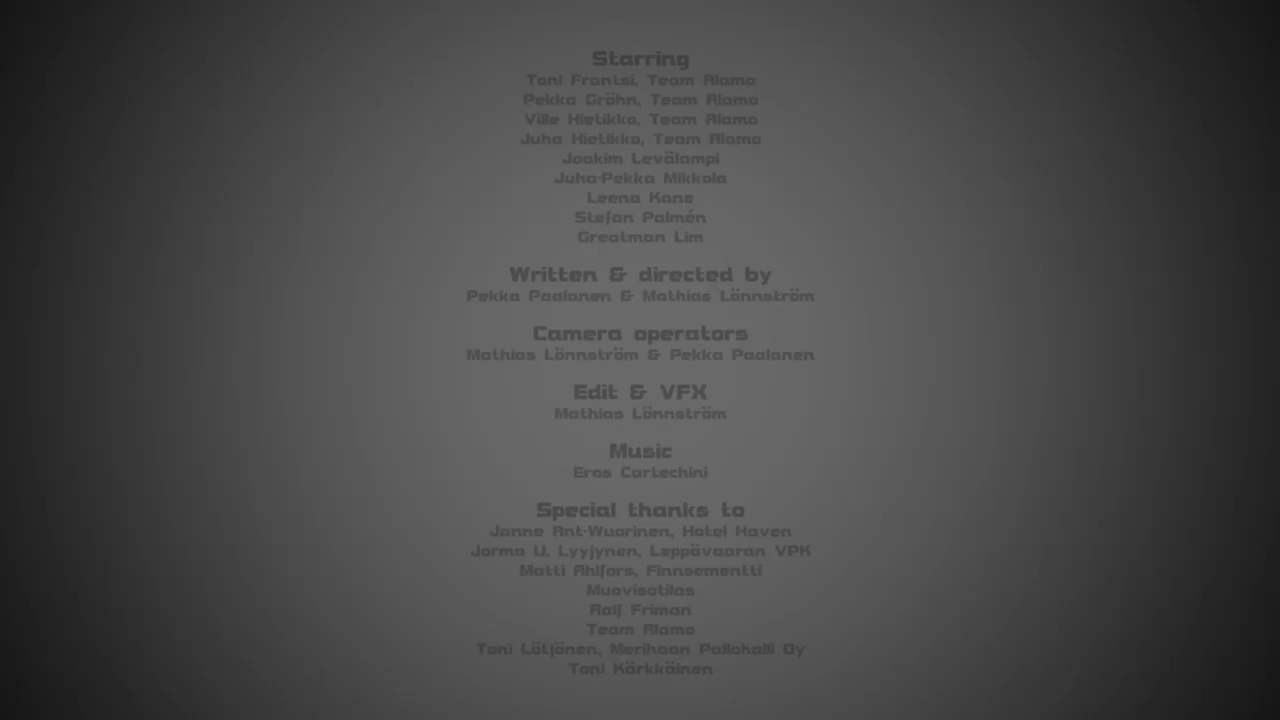 Starring
Toni Frantsi, Team Alamo
Pekka Gröhn, Team Alamo
Ville Hietikko, Team Alamo
Juha Hietikko, Team Alamo
Joakim Levälampi
Juha-Pekka Mikkola
Leena Kane
Stefan Palmén
Greatman Lim
Written & directed by
Pekka Paalanen & Mathias Lönnström
Camera operators
Mathias Lönnström & Pekka Paalanen
Edit & VFX
Mathias Lönnström
Music
Eros Cartechini
Special thanks to
Janne Ant-Wuorinen, Hotel Haven
Jorma U. Lyyjynen, Leppävaaran VPK
Matti Ahlfors, Finnsementti
Muovisatilas
Ralf Friman
Team Alamo
Toni Lötjönen, Merihaan Pallohalli Oy
Toni Kärkkäinen